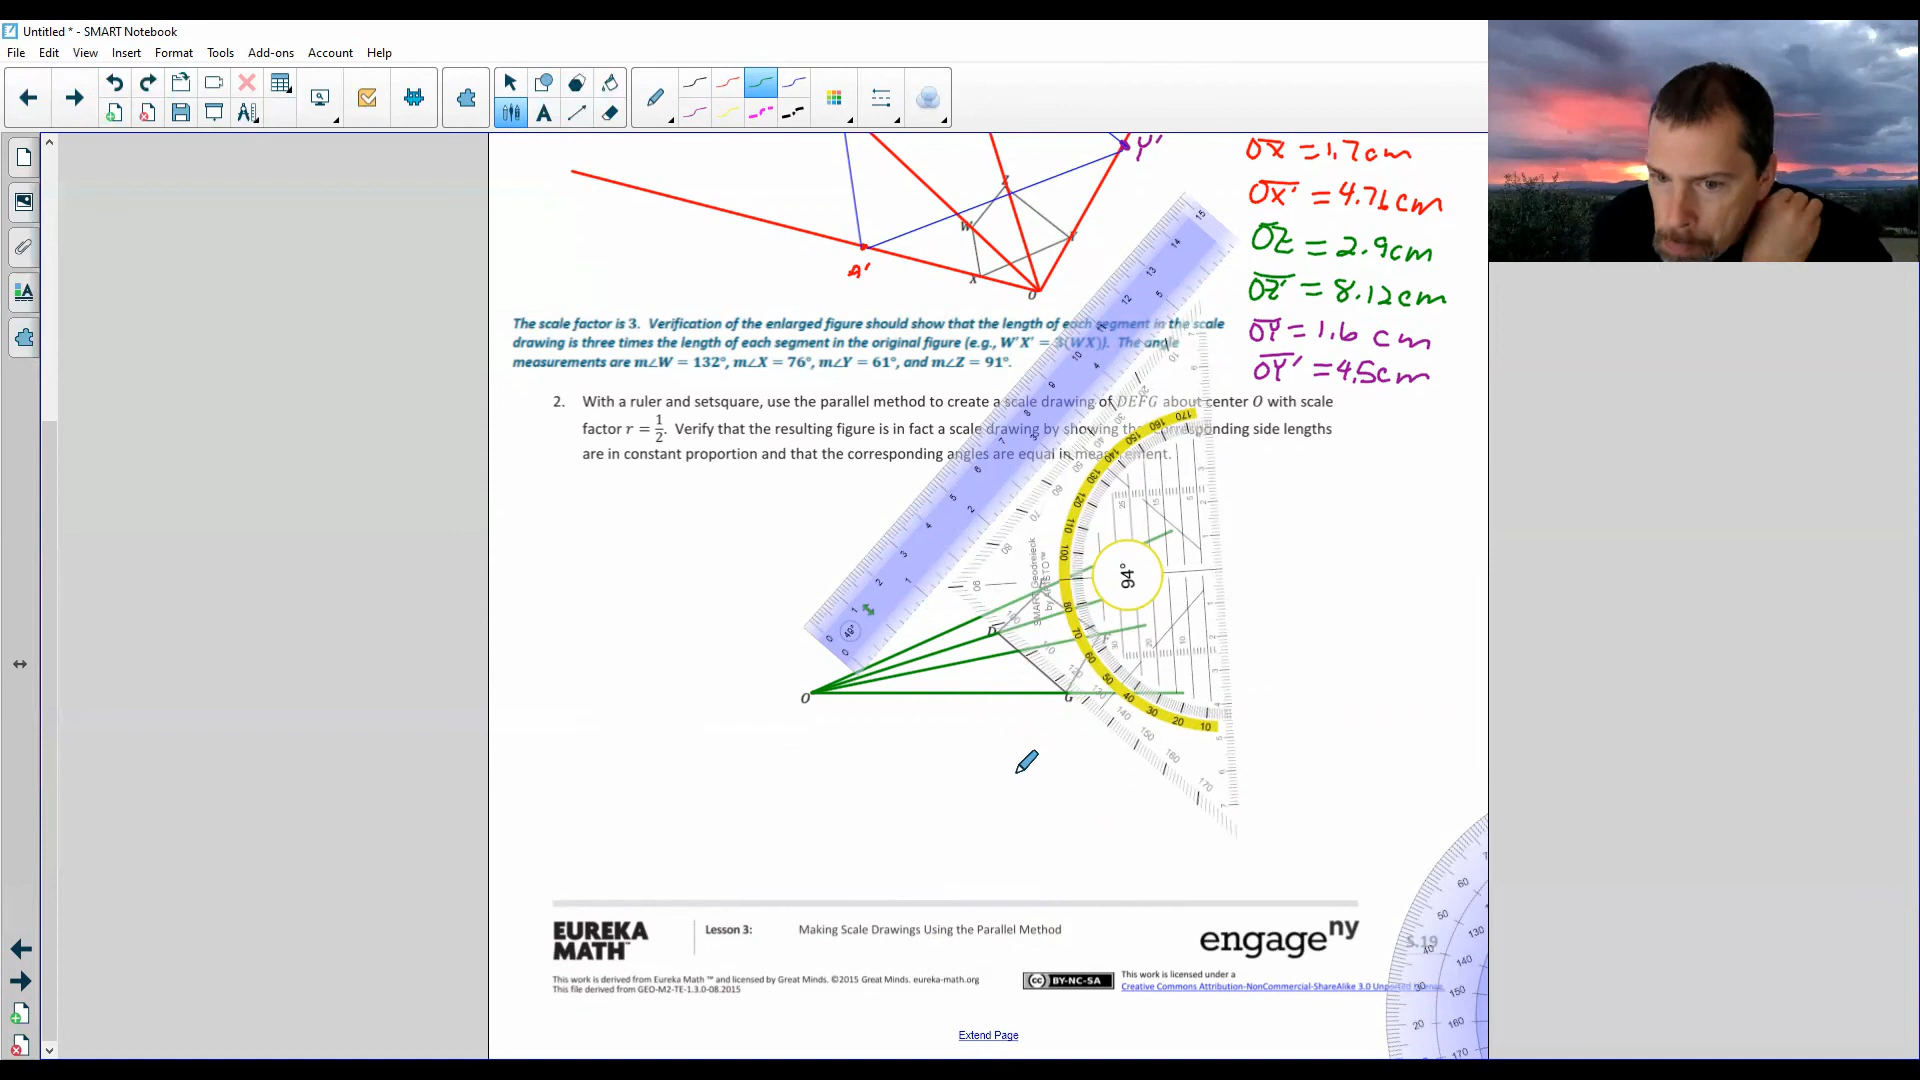 Untitled * - SMART Notebook
File Edit View Insert Format Tools Add-ons Account Help
Y'
OX = 1.7cm
OX' = 4.76cm
OZ = 2.9cm
OZ' = 8.12cm
OY = 1.6 cm
OY' = 4.5cm
Z
W
Y
X
O
The scale factor is 3. Verification of the enlarged figure should show that the length of each segment in the scale
drawing is three times the length of each segment in the original figure (e.g., W'X' = 3(WX)). The angle
measurements are m∠W = 132°, m∠X = 76°, m∠Y = 61°, and m∠Z = 91°.
2. With a ruler and setsquare, use the parallel method to create a scale drawing of DEFG about center O with scale
factor r = 1/2. Verify that the resulting figure is in fact a scale drawing by showing that corresponding side lengths
are in constant proportion and that the corresponding angles are equal in measurement.
SMART Geodreieck
by ARISTO™
94°
49°
D
O
G
EUREKA
MATH™
Lesson 3: Making Scale Drawings Using the Parallel Method
engage ny
S.19
This work is derived from Eureka Math ™ and licensed by Great Minds. ©2015 Great Minds. eureka-math.org
This file derived from GEO-M2-TE-1.3.0-08.2015
CC BY-NC-SA
This work is licensed under a
Creative Commons Attribution-NonCommercial-ShareAlike 3.0
Extend Page